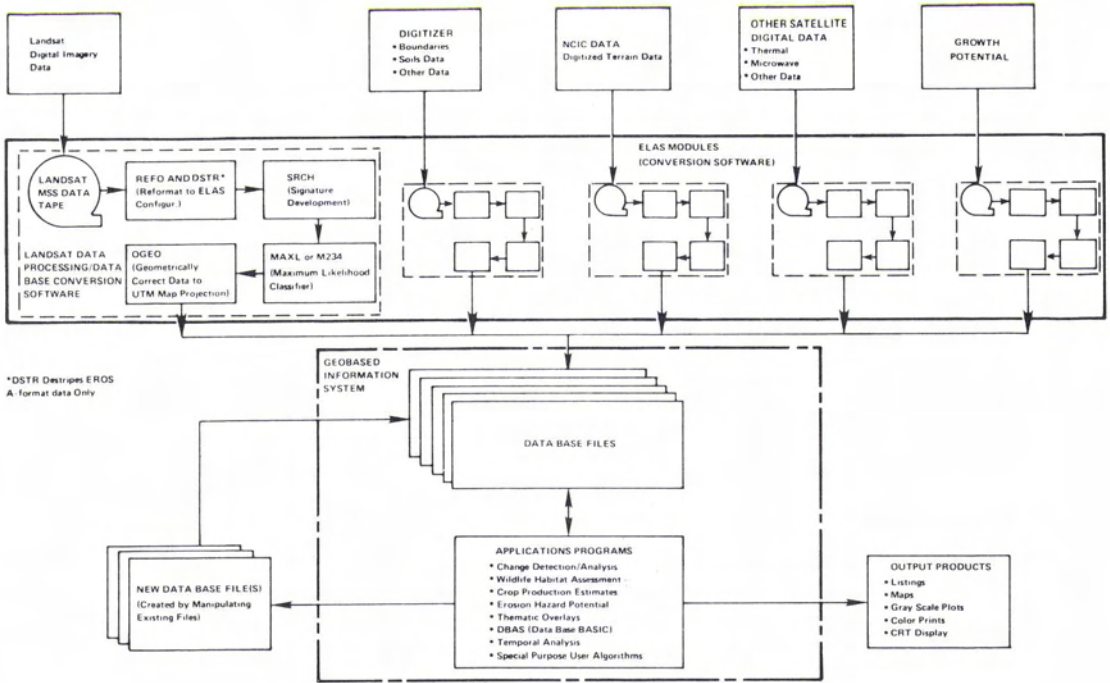 Landsat
Digital Imagery
Data
DIGITIZER
• Boundaries
• Soils Data
• Other Data
NCIC DATA
Digitized Terrain Data
OTHER SATELLITE
DIGITAL DATA
• Thermal
• Microwave
• Other Data
GROWTH
POTENTIAL
ELAS MODULES
(CONVERSION SOFTWARE)
LANDSAT
MSS DATA
TAPE
REFO AND DSTR*
(Reformat to ELAS
Configur.)
SRCH
(Signature
Development)
LANDSAT DATA
PROCESSING/DATA
BASE CONVERSION
SOFTWARE
OGEO
(Geometrically
Correct Data to
UTM Map Projection)
MAXL or M234
(Maximum Likelihood
Classifier)
*DSTR Destripes EROS
A-format data Only
GEOBASED
INFORMATION
SYSTEM
DATA BASE FILES
NEW DATA BASE FILE(S)
(Created by Manipulating
Existing Files)
APPLICATIONS PROGRAMS
• Change Detection/Analysis
• Wildlife Habitat Assessment
• Crop Production Estimates
• Erosion Hazard Potential
• Thematic Overlays
• DBAS (Data Base BASIC)
• Temporal Analysis
• Special Purpose User Algorithms
OUTPUT PRODUCTS
• Listings
• Maps
• Gray Scale Plots
• Color Prints
• CRT Display